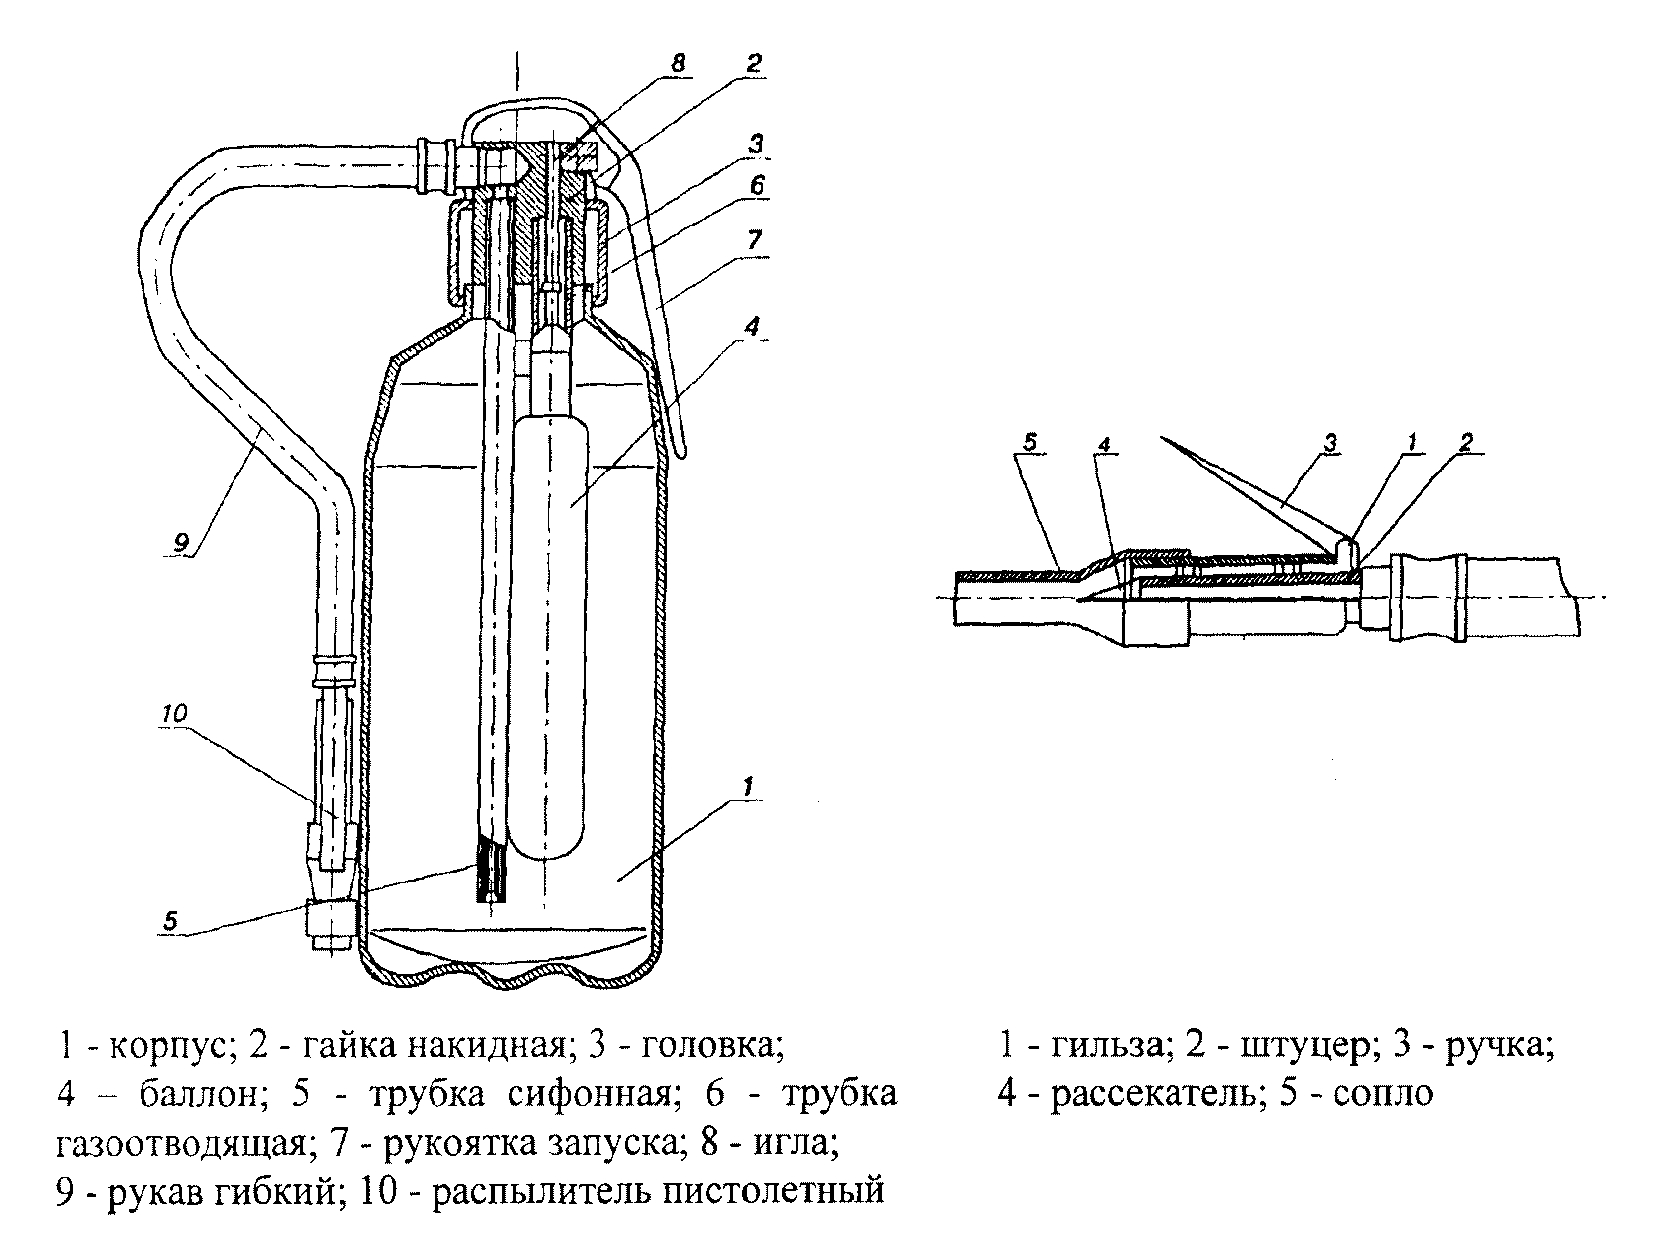 8
2
3
6
7
4
9
10
1
5
5
4
3
1
2
1 - корпус; 2 - гайка накидная; 3 - головка;
4 – баллон; 5 - трубка сифонная; 6 - трубка
газоотводящая; 7 - рукоятка запуска; 8 - игла;
9 - рукав гибкий; 10 - распылитель пистолетный
1 - гильза; 2 - штуцер; 3 - ручка;
4 - рассекатель; 5 - сопло